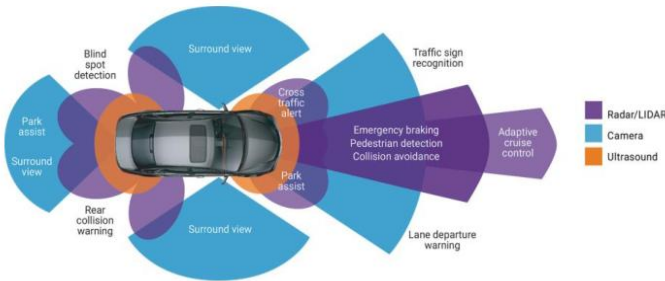 Surround view
Blind
spot
detection
Traffic sign
recognition
Park
assist
Surround
view
Cross
traffic
alert
Emergency braking
Pedestrian detection
Collision avoidance
Adaptive
cruise
control
Radar/LIDAR
Camera
Ultrasound
Park
assist
Rear
collision
warning
Surround view
Lane departure
warning